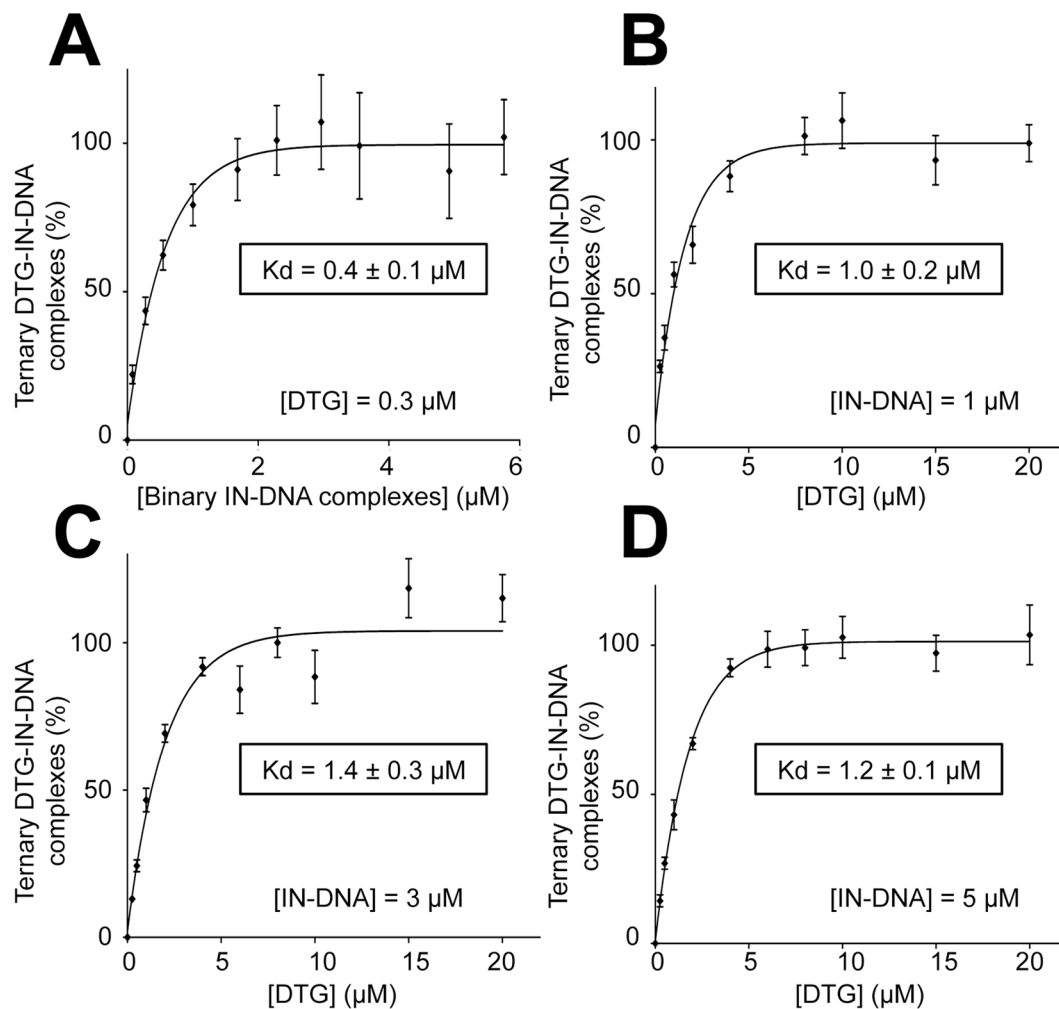 A
Ternary DTG-IN-DNA
complexes (%)
100
50
0
Kd = 0.4 ± 0.1 µM
[DTG] = 0.3 µM
0 2 4 6
[Binary IN-DNA complexes] (µM)
B
Ternary DTG-IN-DNA
complexes (%)
100
50
0
Kd = 1.0 ± 0.2 µM
[IN-DNA] = 1 µM
0 5 10 15 20
[DTG] (µM)
C
Ternary DTG-IN-DNA
complexes (%)
100
50
0
Kd = 1.4 ± 0.3 µM
[IN-DNA] = 3 µM
0 5 10 15 20
[DTG] (µM)
D
Ternary DTG-IN-DNA
complexes (%)
100
50
0
Kd = 1.2 ± 0.1 µM
[IN-DNA] = 5 µM
0 5 10 15 20
[DTG] (µM)